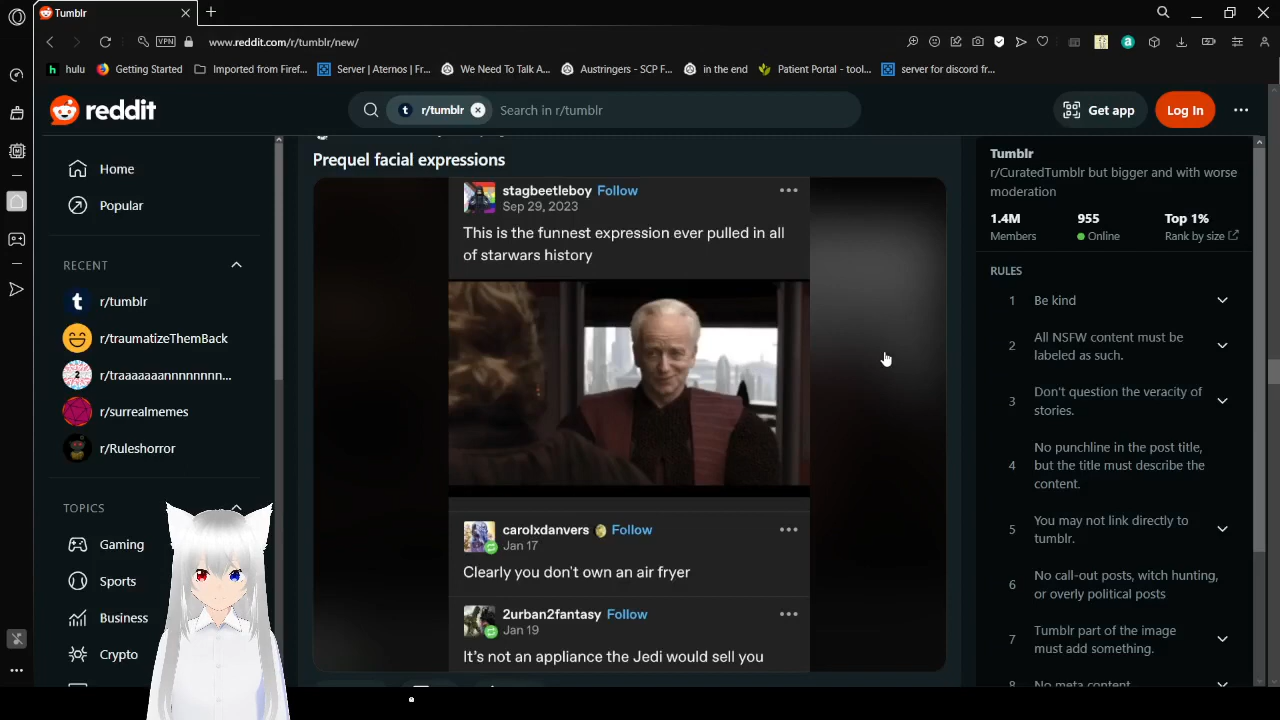 Tumblr
VPN
www.reddit.com/r/tumblr/new/
hulu
Getting Started
Imported from Firef...
Server | Aternos | Fr...
We Need To Talk A...
Austringers - SCP F...
in the end
Patient Portal - tool...
server for discord fr...
reddit
r/tumblr
Search in r/tumblr
Get app
Log In
Home
Popular
RECENT
r/tumblr
r/traumatizeThemBack
r/traaaaaaannnnnnnn...
r/surrealmemes
r/Ruleshorror
TOPICS
Gaming
Sports
Business
Crypto
Prequel facial expressions
stagbeetleboy Follow
Sep 29, 2023
This is the funnest expression ever pulled in all
of starwars history
carolxdanvers Follow
Jan 17
Clearly you don't own an air fryer
2urban2fantasy Follow
Jan 19
It's not an appliance the Jedi would sell you
Tumblr
r/CuratedTumblr but bigger and with worse
moderation
1.4M
Members
955
Online
Top 1%
Rank by size
RULES
1 Be kind
2 All NSFW content must be
labeled as such.
3 Don't question the veracity of
stories.
4 No punchline in the post title,
but the title must describe the
content.
5 You may not link directly to
tumblr.
6 No call-out posts, witch hunting,
or overly political posts
7 Tumblr part of the image
must add something.
8 No meta content